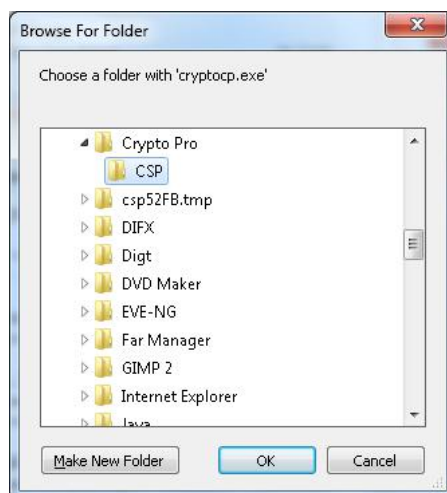 Browse For Folder
Choose a folder with 'cryptocp.exe'
Crypto Pro
CSP
csp52FB.tmp
DIFX
Digt
DVD Maker
EVE-NG
Far Manager
GIMP 2
Internet Explorer
Java
Make New Folder OK Cancel